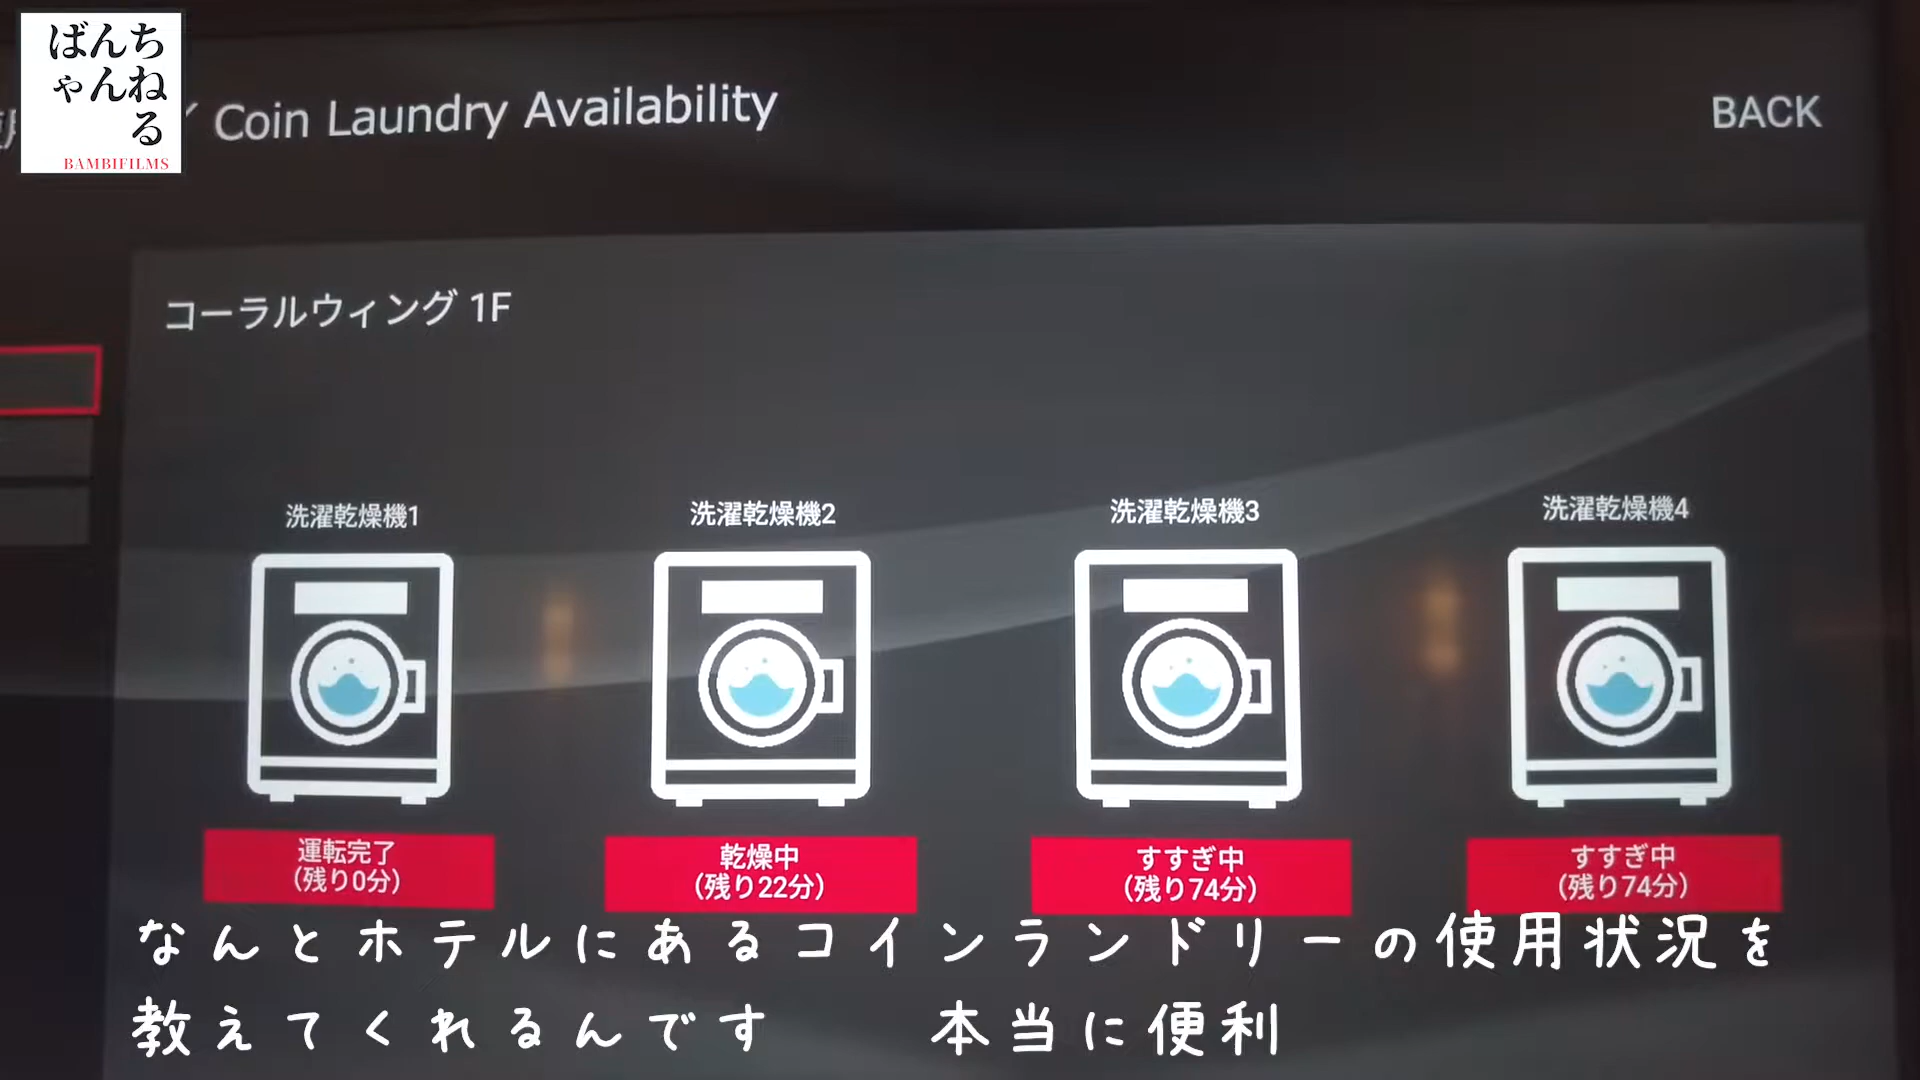 ばんち
ゃんね
る
BAMBIFILMS
Coin Laundry Availability
BACK
コーラルウィング 1F
洗濯乾燥機1
洗濯乾燥機2
洗濯乾燥機3
洗濯乾燥機4
運転完了
(残り0分)
乾燥中
(残り22分)
すすぎ中
(残り74分)
すすぎ中
(残り74分)
なんとホテルにあるコインランドリーの使用状況を
教えてくれるんです 本当に便利